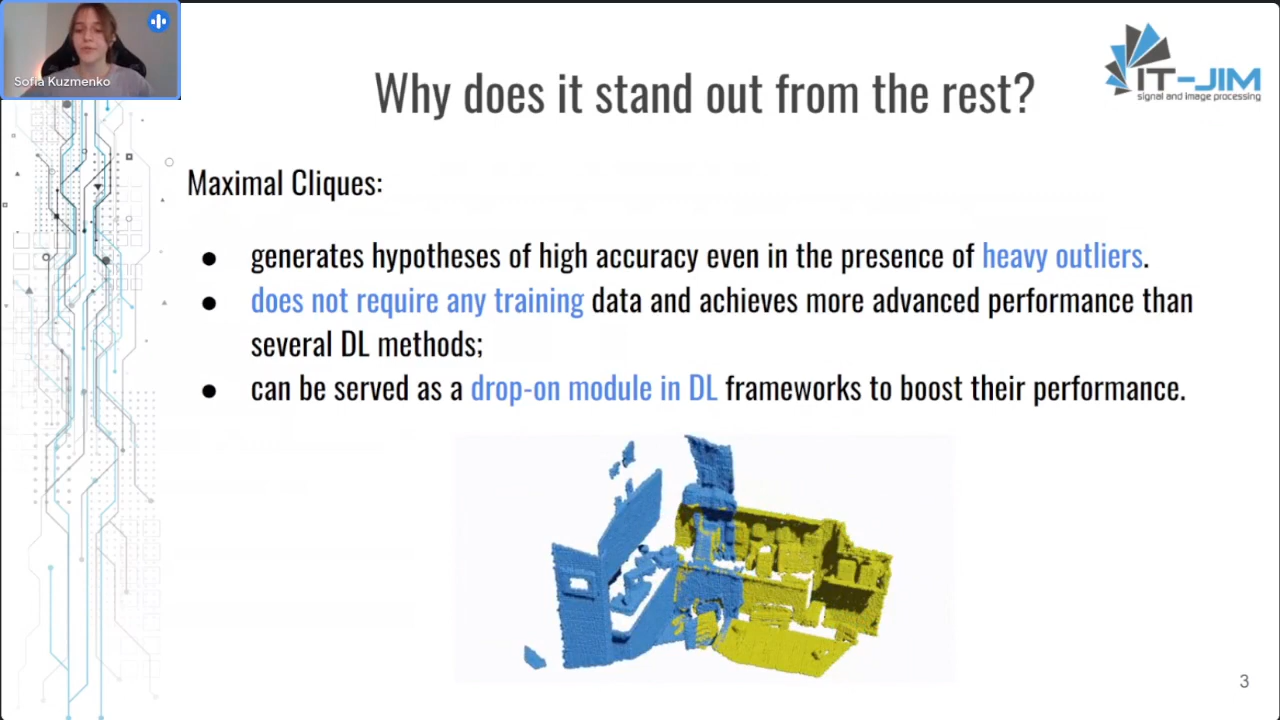 Sofia Kuzmenko
IT-JIM
signal and image processing
Why does it stand out from the rest?
Maximal Cliques:
● generates hypotheses of high accuracy even in the presence of heavy outliers.
● does not require any training data and achieves more advanced performance than
several DL methods;
● can be served as a drop-on module in DL frameworks to boost their performance.
3